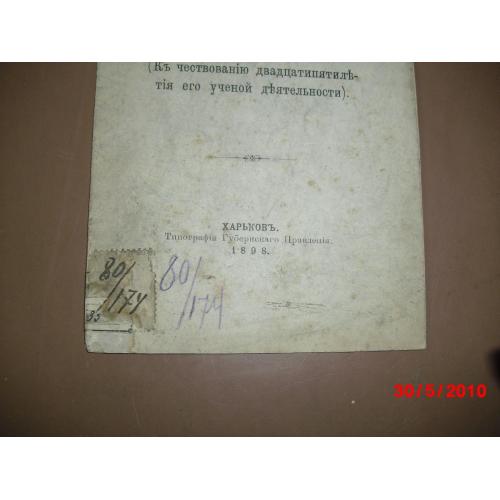 (Къ чествованію двадцатипятилѣ-
тія его ученой дѣятельности).
ХАРЬКОВЪ.
Типографія Губернскаго Правленія.
1898.
80/
/174
35
80/
/174
30/5/2010